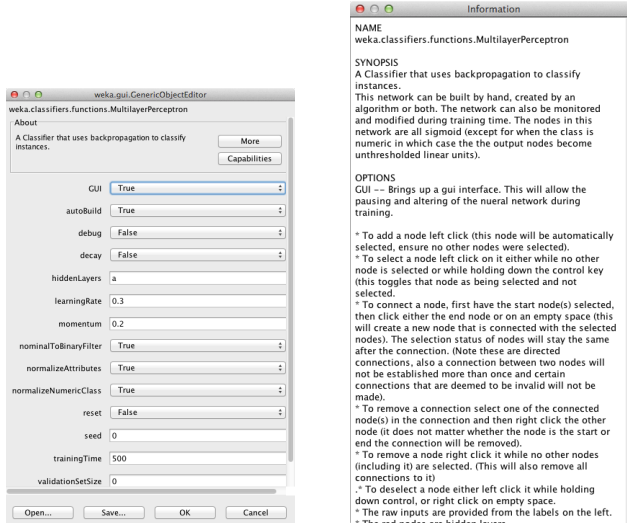 weka.gui.GenericObjectEditor
weka.classifiers.functions.MultilayerPerceptron
About
A Classifier that uses backpropagation to classify
instances.
More
Capabilities
GUI True
autoBuild True
debug False
decay False
hiddenLayers a
learningRate 0.3
momentum 0.2
nominalToBinaryFilter True
normalizeAttributes True
normalizeNumericClass True
reset False
seed 0
trainingTime 500
validationSetSize 0
Open... Save... OK Cancel
Information
NAME
weka.classifiers.functions.MultilayerPerceptron
SYNOPSIS
A Classifier that uses backpropagation to classify
instances.
This network can be built by hand, created by an
algorithm or both. The network can also be monitored
and modified during training time. The nodes in this
network are all sigmoid (except for when the class is
numeric in which case the the output nodes become
unthresholded linear units).
OPTIONS
GUI -- Brings up a gui interface. This will allow the
pausing and altering of the nueral network during
training.
* To add a node left click (this node will be automatically
selected, ensure no other nodes were selected).
* To select a node left click on it either while no other
node is selected or while holding down the control key
(this toggles that node as being selected and not
selected.
* To connect a node, first have the start node(s) selected,
then click either the end node or on an empty space (this
will create a new node that is connected with the selected
nodes). The selection status of nodes will stay the same
after the connection. (Note these are directed
connections, also a connection between two nodes will
not be established more than once and certain
connections that are deemed to be invalid will not be
made).
* To remove a connection select one of the connected
node(s) in the connection and then right click the other
node (it does not matter whether the node is the start or
end the connection will be removed).
* To remove a node right click it while no other nodes
(including it) are selected. (This will also remove all
connections to it)
.* To deselect a node either left click it while holding
down control, or right click on empty space.
* The raw inputs are provided from the labels on the left.
* The red nodes are hidden layers.